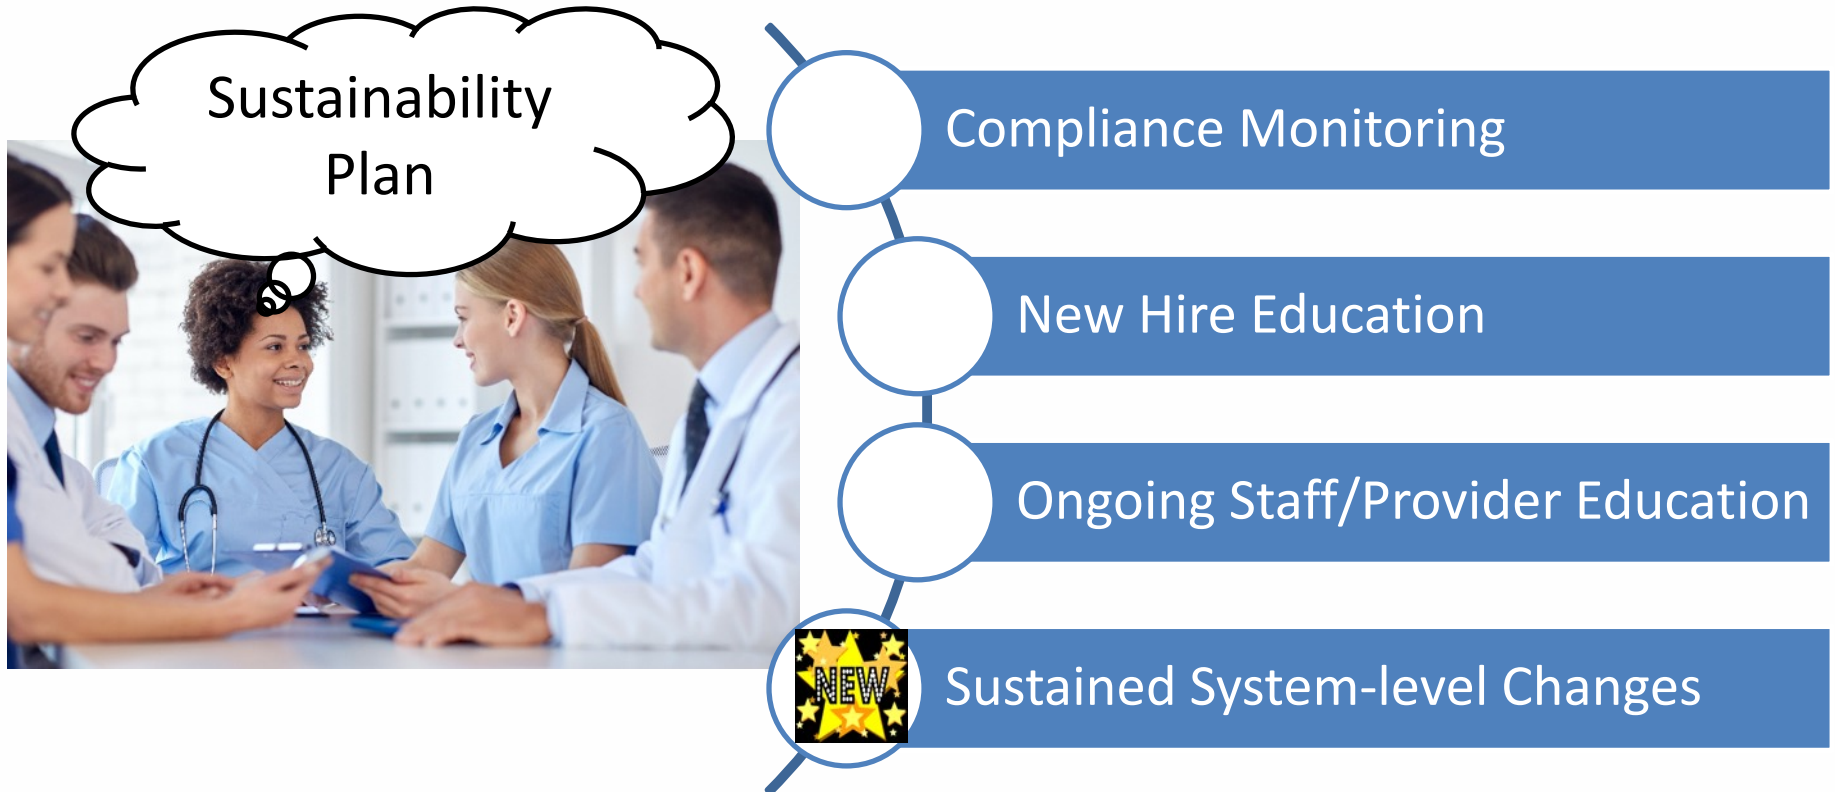 Sustainability
Plan
Compliance Monitoring
New Hire Education
Ongoing Staff/Provider Education
NEW
Sustained System-level Changes